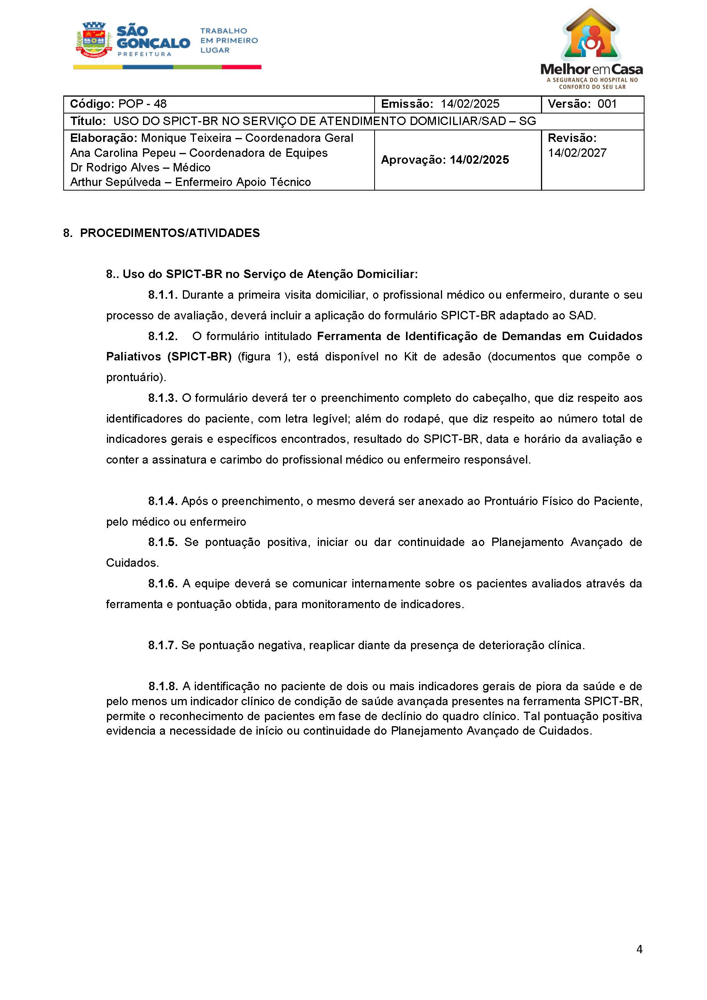 SÃO
GONÇALO
PREFEITURA
TRABALHO
EM PRIMEIRO
LUGAR
SÃO GONÇALO
Melhor em Casa
A SEGURANÇA DO HOSPITAL NO
CONFORTO DO SEU LAR
Código: POP - 48
Emissão: 14/02/2025
Versão: 001
Título: USO DO SPICT-BR NO SERVIÇO DE ATENDIMENTO DOMICILIAR/SAD – SG
Elaboração: Monique Teixeira – Coordenadora Geral
Ana Carolina Pepeu – Coordenadora de Equipes
Dr Rodrigo Alves – Médico
Arthur Sepúlveda – Enfermeiro Apoio Técnico
Aprovação: 14/02/2025
Revisão:
14/02/2027
8. PROCEDIMENTOS/ATIVIDADES
8.. Uso do SPICT-BR no Serviço de Atenção Domiciliar:
8.1.1. Durante a primeira visita domiciliar, o profissional médico ou enfermeiro, durante o seu
processo de avaliação, deverá incluir a aplicação do formulário SPICT-BR adaptado ao SAD.
8.1.2. O formulário intitulado Ferramenta de Identificação de Demandas em Cuidados
Paliativos (SPICT-BR) (figura 1), está disponível no Kit de adesão (documentos que compõe o
prontuário).
8.1.3. O formulário deverá ter o preenchimento completo do cabeçalho, que diz respeito aos
identificadores do paciente, com letra legível; além do rodapé, que diz respeito ao número total de
indicadores gerais e específicos encontrados, resultado do SPICT-BR, data e horário da avaliação e
conter a assinatura e carimbo do profissional médico ou enfermeiro responsável.
8.1.4. Após o preenchimento, o mesmo deverá ser anexado ao Prontuário Físico do Paciente,
pelo médico ou enfermeiro
8.1.5. Se pontuação positiva, iniciar ou dar continuidade ao Planejamento Avançado de
Cuidados.
8.1.6. A equipe deverá se comunicar internamente sobre os pacientes avaliados através da
ferramenta e pontuação obtida, para monitoramento de indicadores.
8.1.7. Se pontuação negativa, reaplicar diante da presença de deterioração clínica.
8.1.8. A identificação no paciente de dois ou mais indicadores gerais de piora da saúde e de
pelo menos um indicador clínico de condição de saúde avançada presentes na ferramenta SPICT-BR,
permite o reconhecimento de pacientes em fase de declínio do quadro clínico. Tal pontuação positiva
evidencia a necessidade de início ou continuidade do Planejamento Avançado de Cuidados.
4